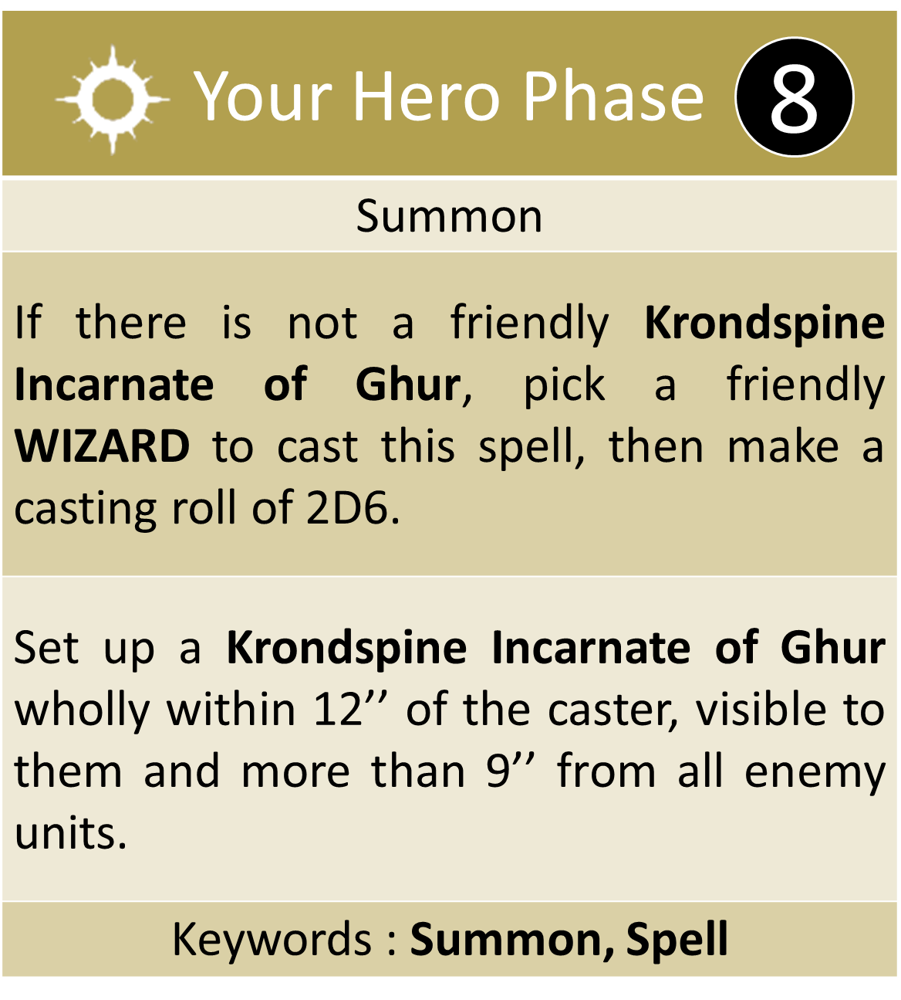 Your Hero Phase 8
Summon
If there is not a friendly Krondspine
Incarnate of Ghur, pick a friendly
WIZARD to cast this spell, then make a
casting roll of 2D6.
Set up a Krondspine Incarnate of Ghur
wholly within 12’’ of the caster, visible to
them and more than 9’’ from all enemy
units.
Keywords : Summon, Spell